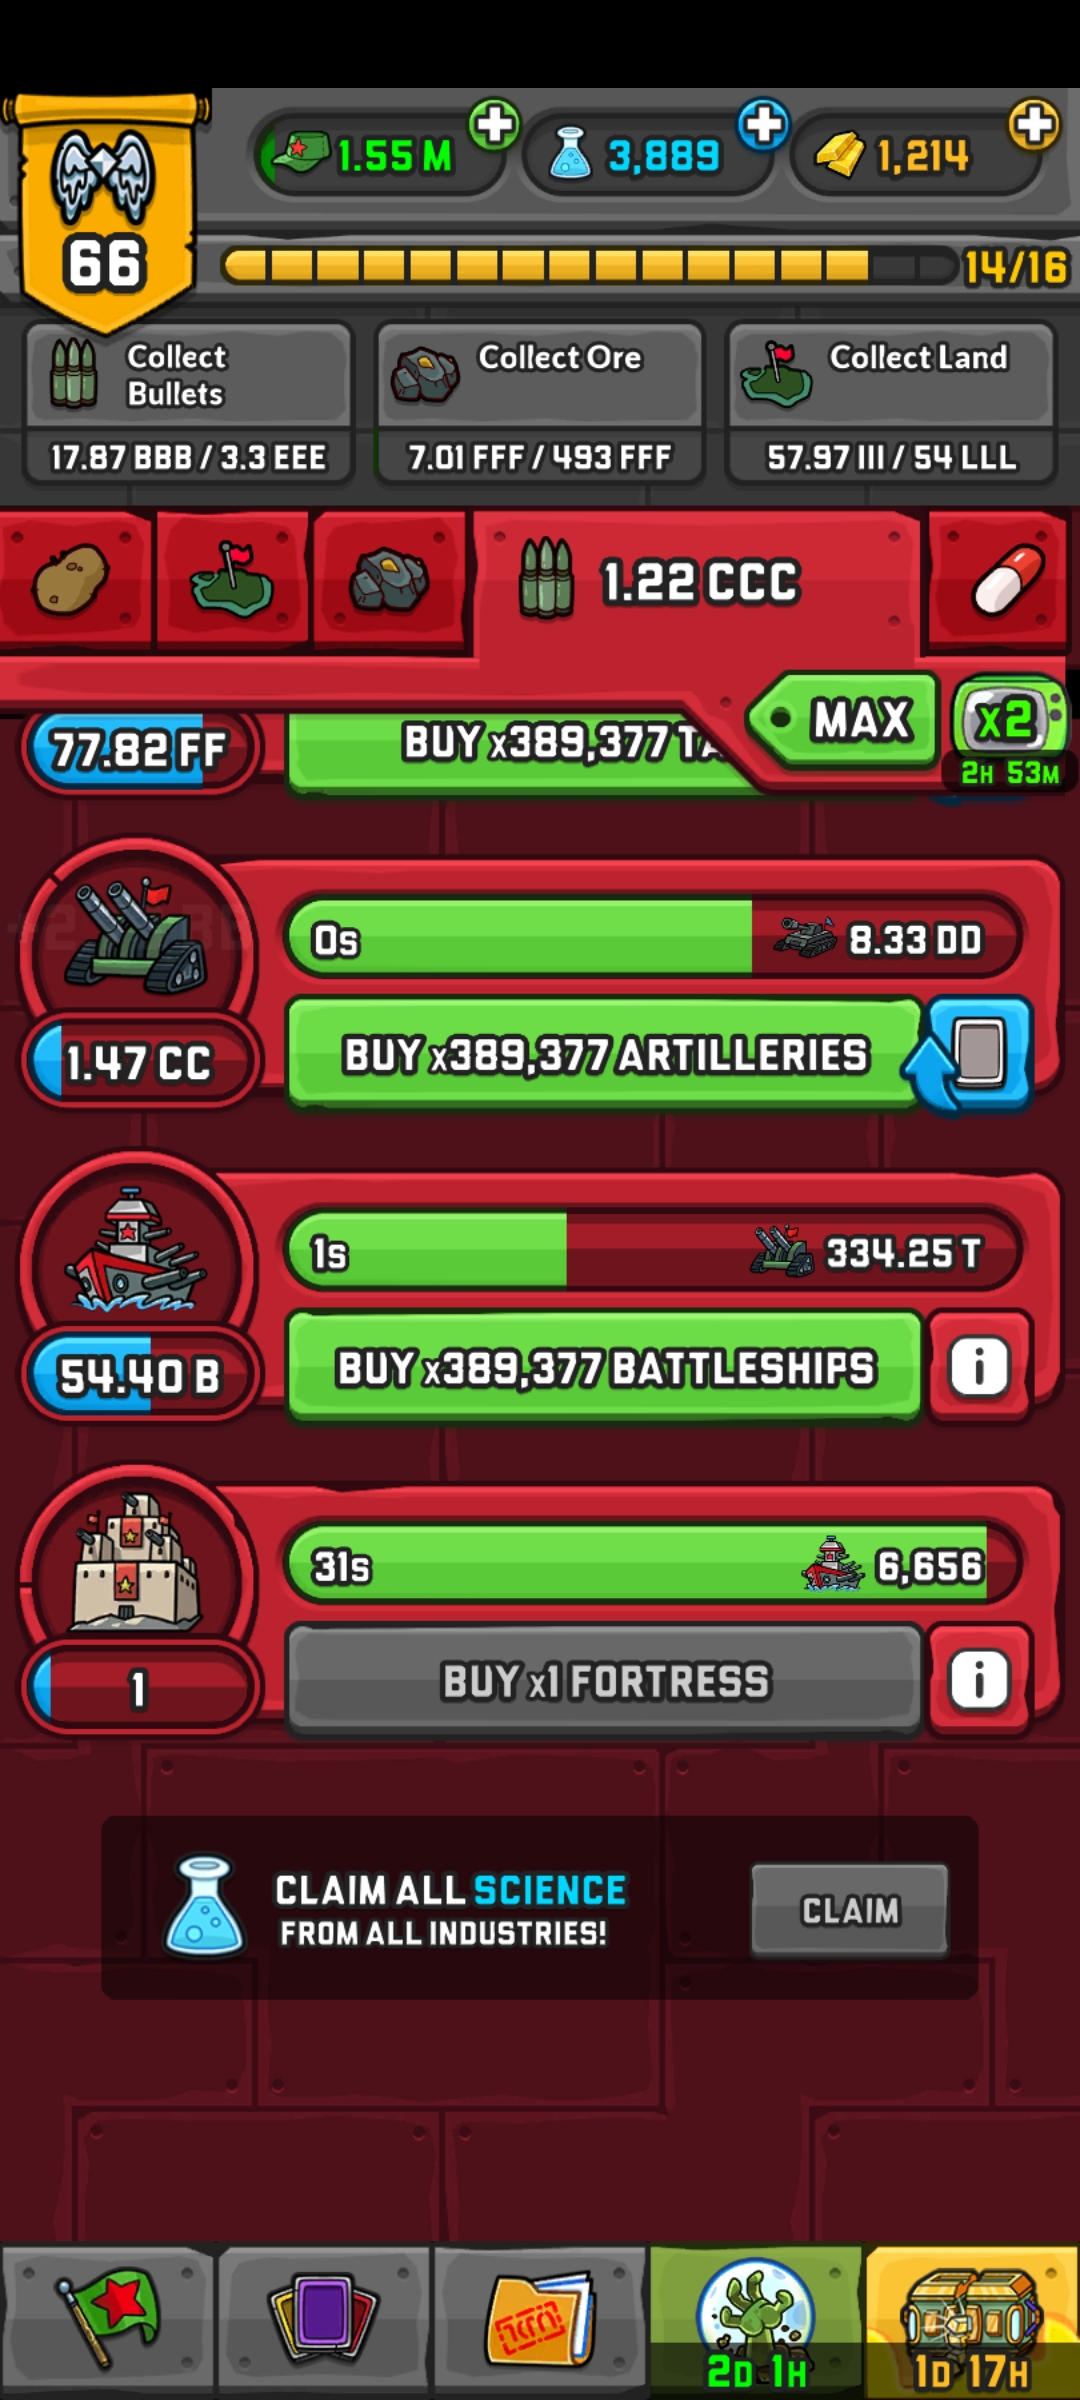 1.55 M
3,889
1,214
66
14/16
Collect
Bullets
Collect Ore
Collect Land
17.87 BBB / 3.3 EEE
7.01 FFF / 493 FFF
57.97 III / 54 LLL
1.22 CCC
MAX
x2
2H 53M
77.82 FF
BUY x389,377 TA
0s
8.33 DD
1.47 CC
BUY x389,377 ARTILLERIES
1s
334.25 T
54.40 B
BUY x389,377 BATTLESHIPS
i
31s
6,656
1
BUY x1 FORTRESS
i
CLAIM ALL SCIENCE
FROM ALL INDUSTRIES!
CLAIM
2D 1H
1D 17H